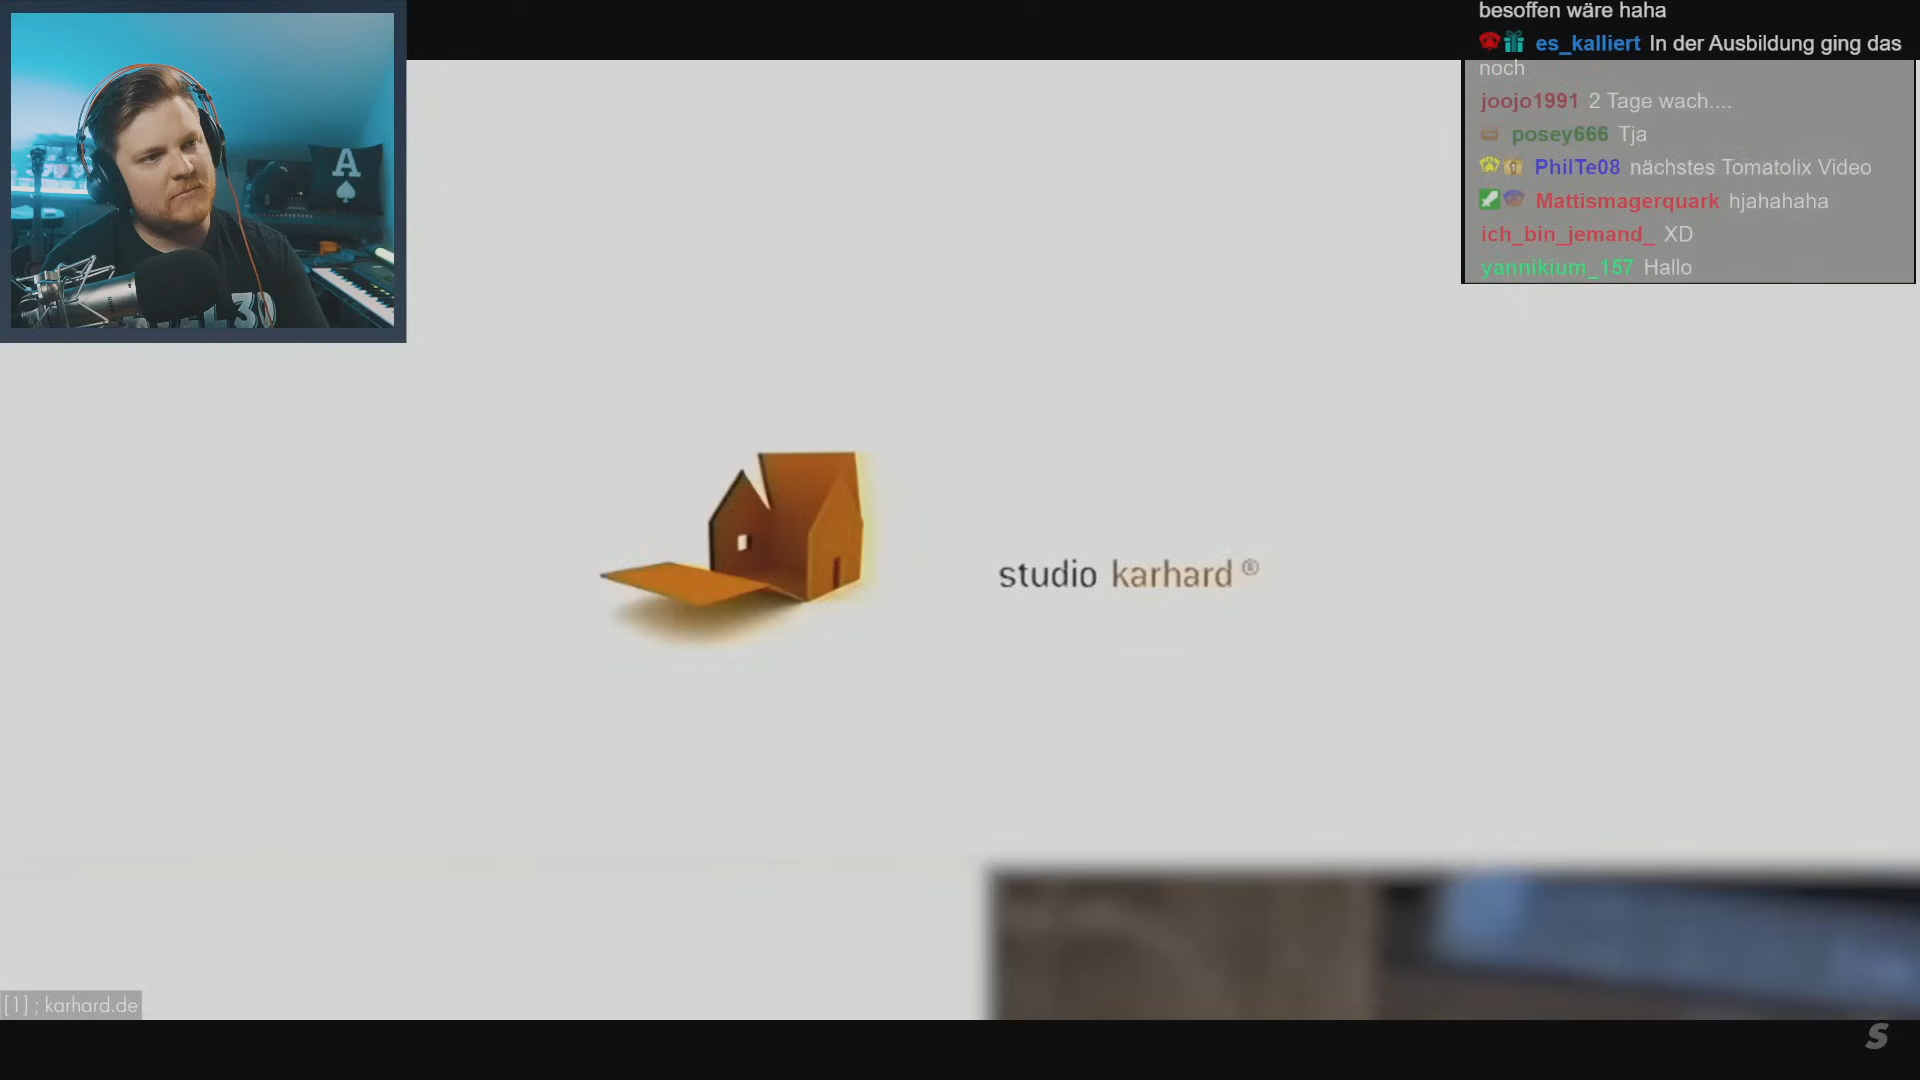 besoffen wäre haha
es_kalliert In der Ausbildung ging das
noch
joojo1991 2 Tage wach....
posey666 Tja
PhilTe08 nächstes Tomatolix Video
Mattismagerquark hjahahaha
ich_bin_jemand_ XD
yannikium_157 Hallo
A
studio karhard ®
[1] ; karhard.de
S